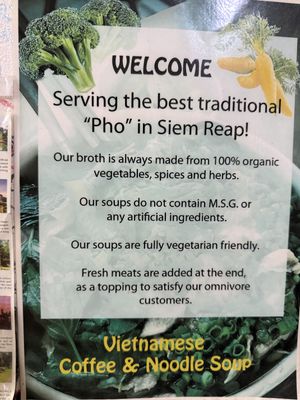 WELCOME
Serving the best traditional
“Pho” in Siem Reap!
Our broth is always made from 100% organic
vegetables, spices and herbs.
Our soups do not contain M.S.G. or
any artificial ingredients.
Our soups are fully vegetarian friendly.
Fresh meats are added at the end,
as a topping to satisfy our omnivore
customers.
Vietnamese
Coffee & Noodle Soup